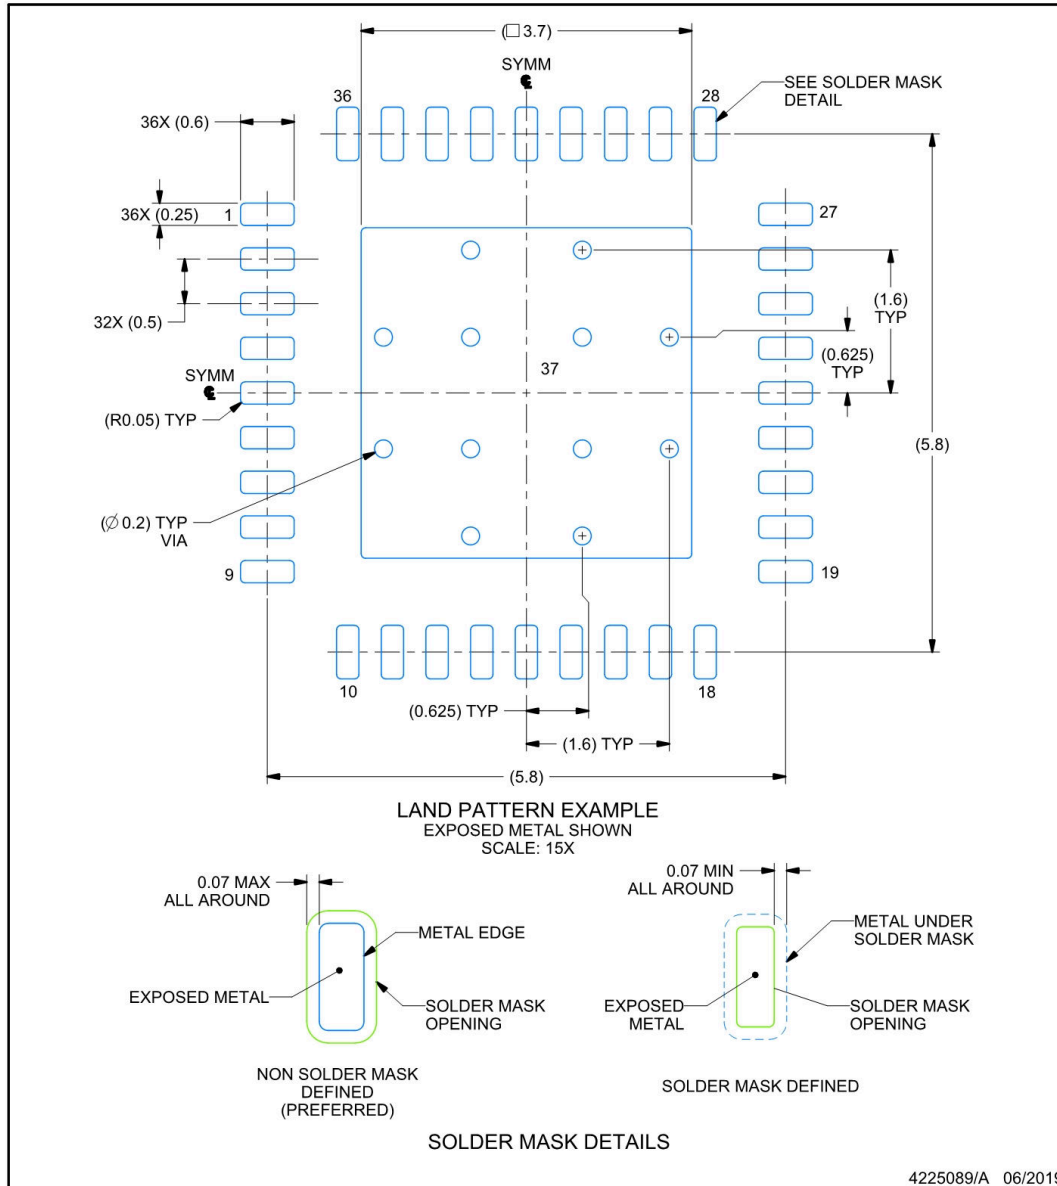 (□ 3.7)
SYMM
36
28
SEE SOLDER MASK
DETAIL
36X (0.6)
36X (0.25)
1
27
32X (0.5)
(1.6)
TYP
(0.625)
TYP
37
SYMM
(R0.05) TYP
(5.8)
(∅ 0.2) TYP
VIA
9
19
10
18
(0.625) TYP
(1.6) TYP
(5.8)
LAND PATTERN EXAMPLE
EXPOSED METAL SHOWN
SCALE: 15X
0.07 MAX
ALL AROUND
METAL EDGE
EXPOSED METAL
SOLDER MASK
OPENING
NON SOLDER MASK
DEFINED
(PREFERRED)
0.07 MIN
ALL AROUND
METAL UNDER
SOLDER MASK
EXPOSED
METAL
SOLDER MASK
OPENING
SOLDER MASK DEFINED
SOLDER MASK DETAILS
4225089/A 06/2019